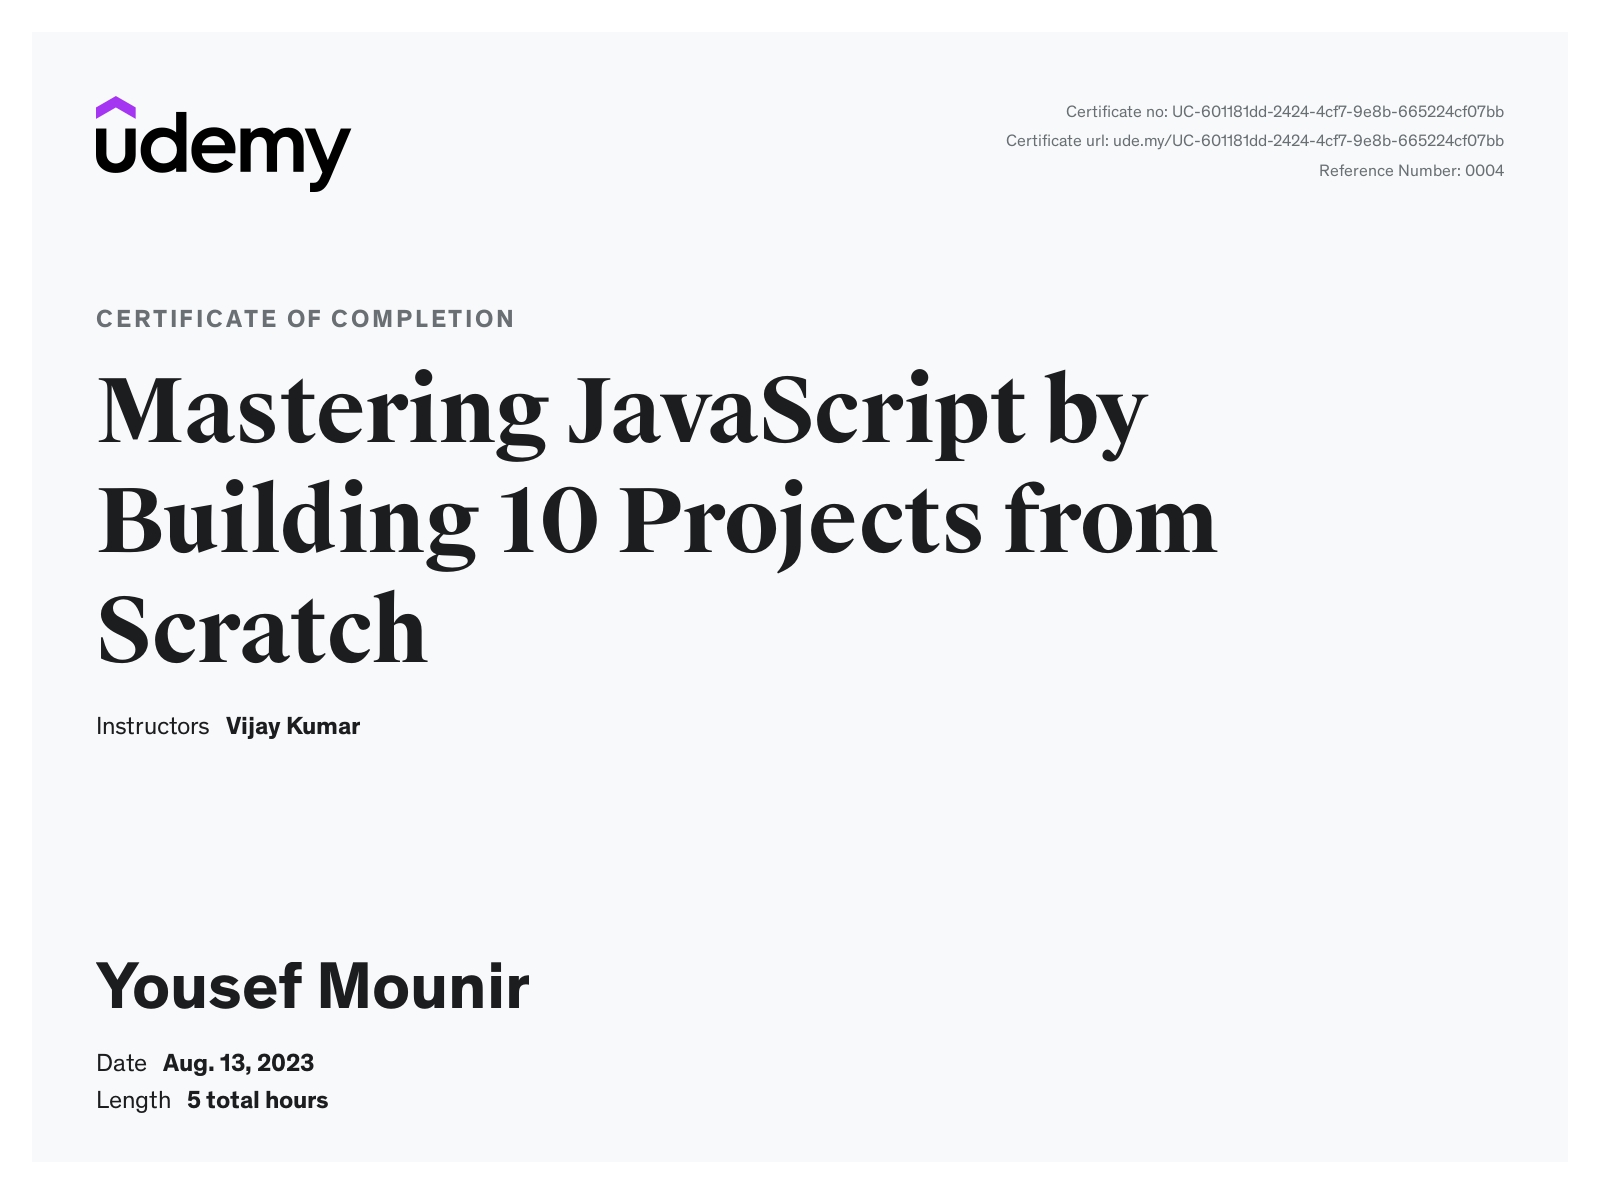 udemy
Certificate no: UC-601181dd-2424-4cf7-9e8b-665224cf07bb
Certificate url: ude.my/UC-601181dd-2424-4cf7-9e8b-665224cf07bb
Reference Number: 0004
CERTIFICATE OF COMPLETION
Mastering JavaScript by
Building 10 Projects from
Scratch
Instructors Vijay Kumar
Yousef Mounir
Date Aug. 13, 2023
Length 5 total hours